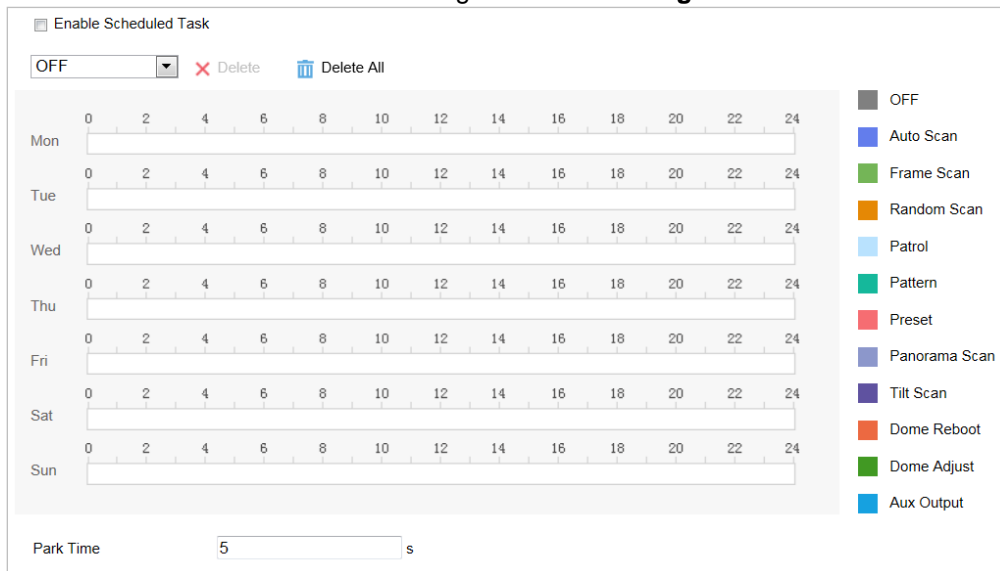 Enable Scheduled Task
OFF Delete Delete All
OFF
0 2 4 6 8 10 12 14 16 18 20 22 24
Mon
Auto Scan
0 2 4 6 8 10 12 14 16 18 20 22 24
Frame Scan
Tue
Random Scan
0 2 4 6 8 10 12 14 16 18 20 22 24
Wed
Patrol
0 2 4 6 8 10 12 14 16 18 20 22 24
Pattern
Thu
Preset
0 2 4 6 8 10 12 14 16 18 20 22 24
Fri
Panorama Scan
0 2 4 6 8 10 12 14 16 18 20 22 24
Tilt Scan
Sat
Dome Reboot
0 2 4 6 8 10 12 14 16 18 20 22 24
Sun
Dome Adjust
Aux Output
Park Time 5 s